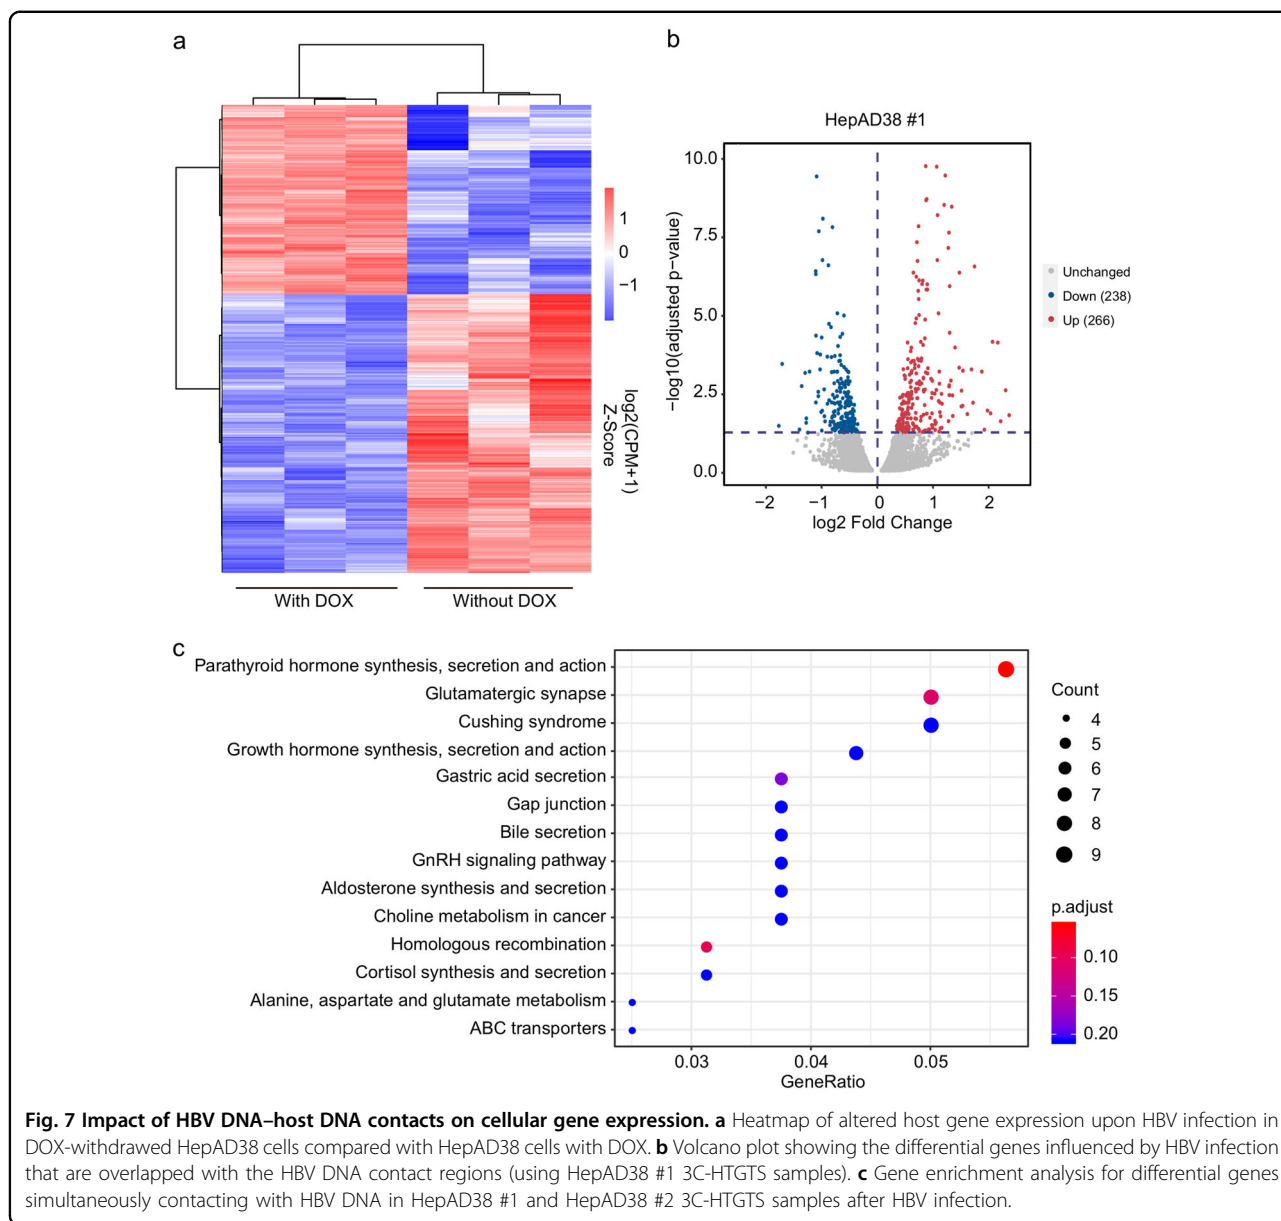 a
1
0
−1
log2(CPM+1)
Z-Score
With DOX
Without DOX
b
HepAD38 #1
−log10(adjusted p-value)
10.0
7.5
5.0
2.5
0.0
−2
−1
0
1
2
log2 Fold Change
Unchanged
Down (238)
Up (266)
c
Parathyroid hormone synthesis, secretion and action
Glutamatergic synapse
Cushing syndrome
Growth hormone synthesis, secretion and action
Gastric acid secretion
Gap junction
Bile secretion
GnRH signaling pathway
Aldosterone synthesis and secretion
Choline metabolism in cancer
Homologous recombination
Cortisol synthesis and secretion
Alanine, aspartate and glutamate metabolism
ABC transporters
0.03
0.04
0.05
GeneRatio
Count
4
5
6
7
8
9
p.adjust
0.10
0.15
0.20
Fig. 7 Impact of HBV DNA–host DNA contacts on cellular gene expression. a Heatmap of altered host gene expression upon HBV infection in
DOX-withdrawed HepAD38 cells compared with HepAD38 cells with DOX. b Volcano plot showing the differential genes influenced by HBV infection
that are overlapped with the HBV DNA contact regions (using HepAD38 #1 3C-HTGTS samples). c Gene enrichment analysis for differential genes
simultaneously contacting with HBV DNA in HepAD38 #1 and HepAD38 #2 3C-HTGTS samples after HBV infection.